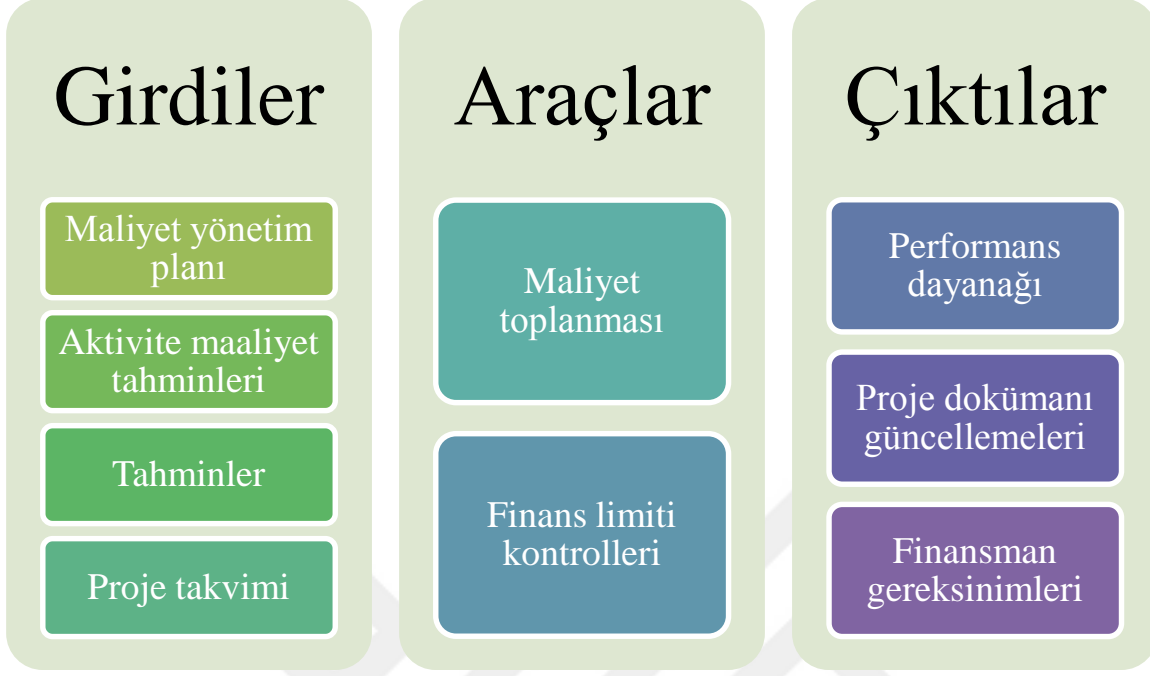 Girdiler
Maliyet yönetim
planı
Aktivite maaliyet
tahminleri
Tahminler
Proje takvimi
Araçlar
Maliyet
toplanması
Finans limiti
kontrolleri
Çıktılar
Performans
dayanağı
Proje dokümanı
güncellemeleri
Finansman
gereksinimleri